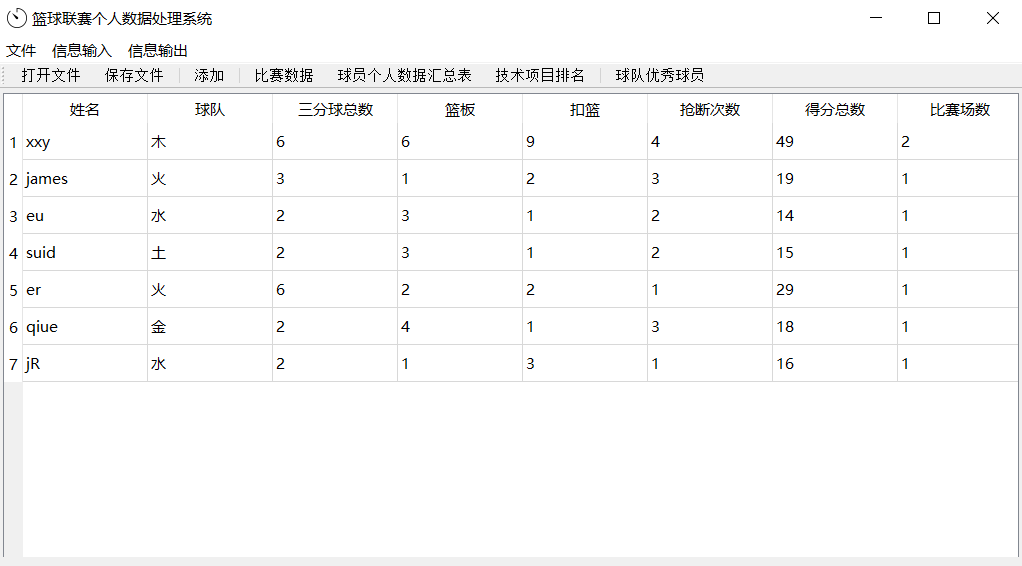 篮球联赛个人数据处理系统
文件 信息输入 信息输出
打开文件 保存文件 添加 比赛数据 球员个人数据汇总表 技术项目排名 球队优秀球员
姓名 球队 三分球总数 篮板 扣篮 抢断次数 得分总数 比赛场数
1 xxy 木 6 6 9 4 49 2
2 james 火 3 1 2 3 19 1
3 eu 水 2 3 1 2 14 1
4 suid 土 2 3 1 2 15 1
5 er 火 6 2 2 1 29 1
6 qiue 金 2 4 1 3 18 1
7 jR 水 2 1 3 1 16 1